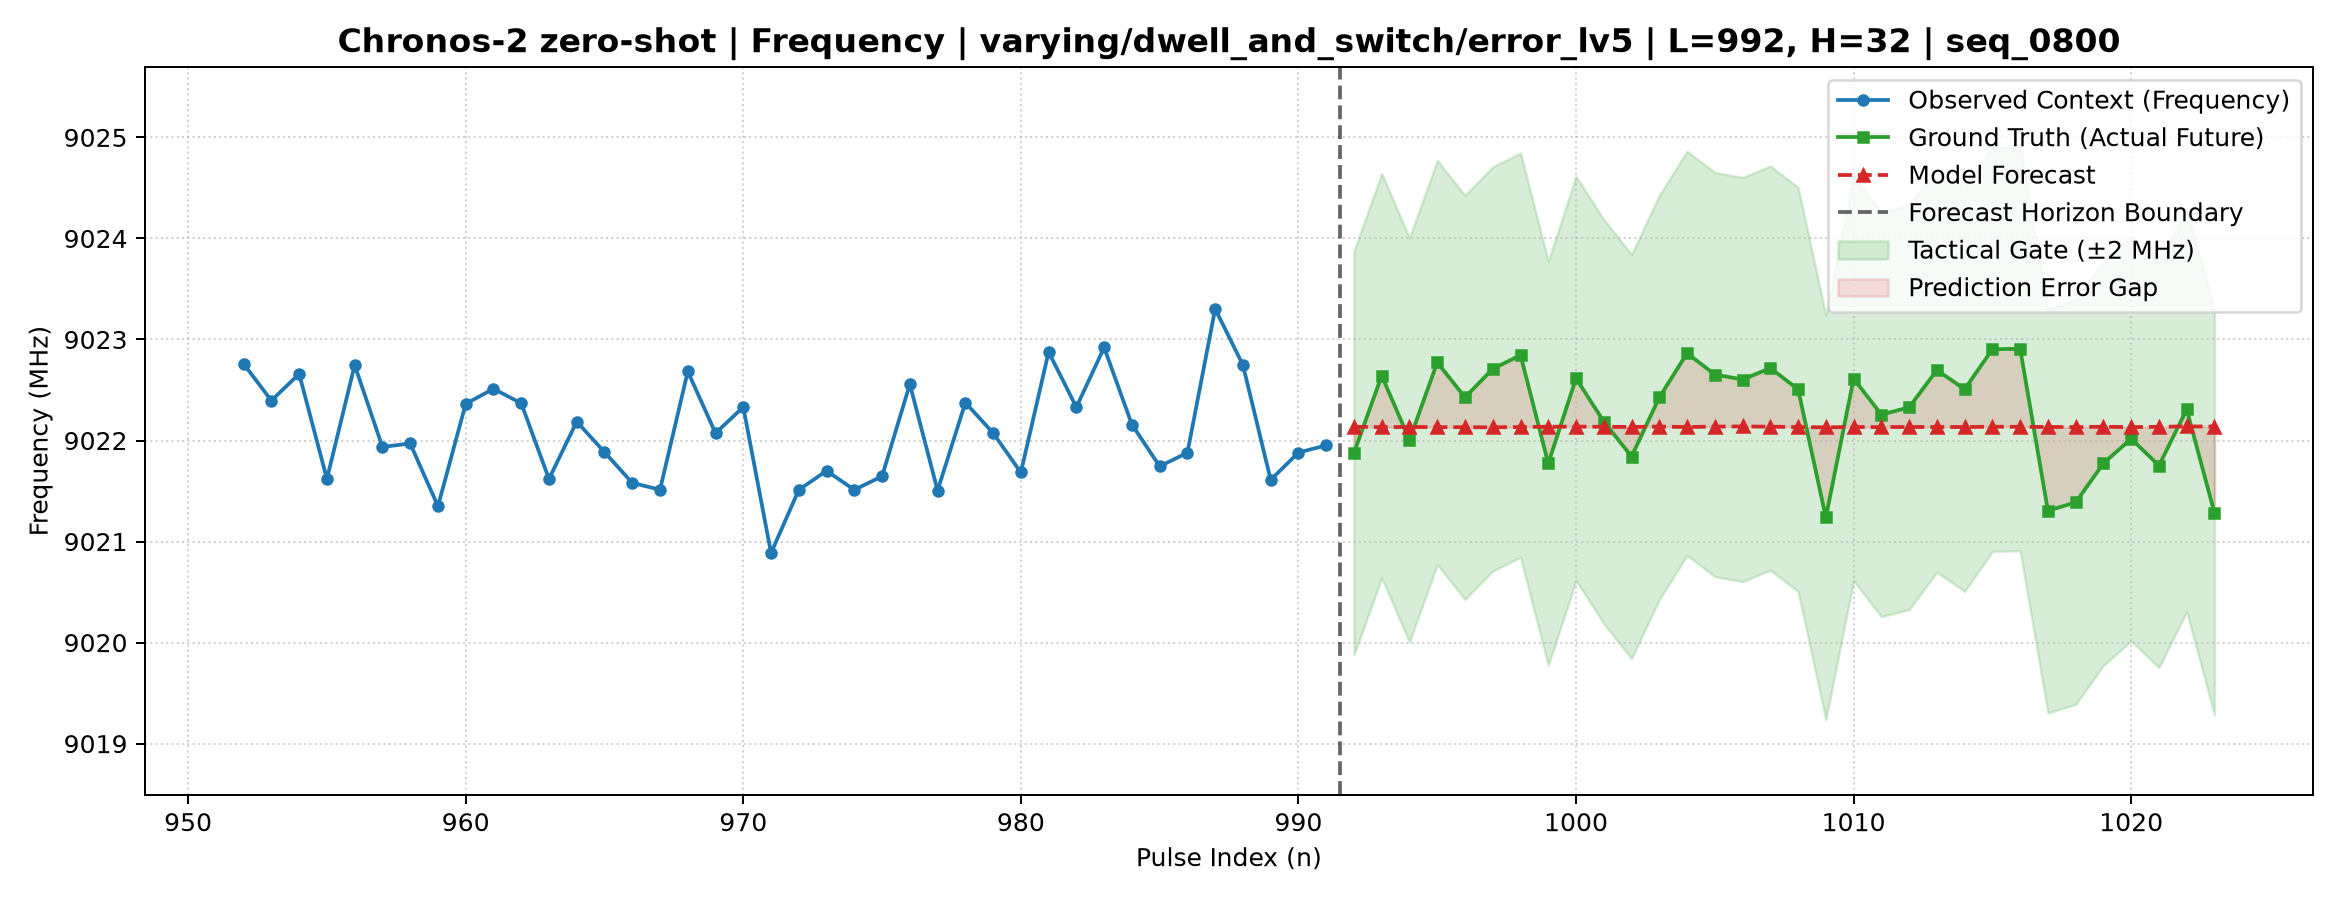 Chronos-2 zero-shot | Frequency | varying/dwell_and_switch/error_lv5 | L=992, H=32 | seq_0800
Observed Context (Frequency)
Ground Truth (Actual Future)
Model Forecast
Forecast Horizon Boundary
Tactical Gate (±2 MHz)
Prediction Error Gap
Frequency (MHz)
9025
9024
9023
9022
9021
9020
9019
950 960 970 980 990 1000 1010 1020
Pulse Index (n)